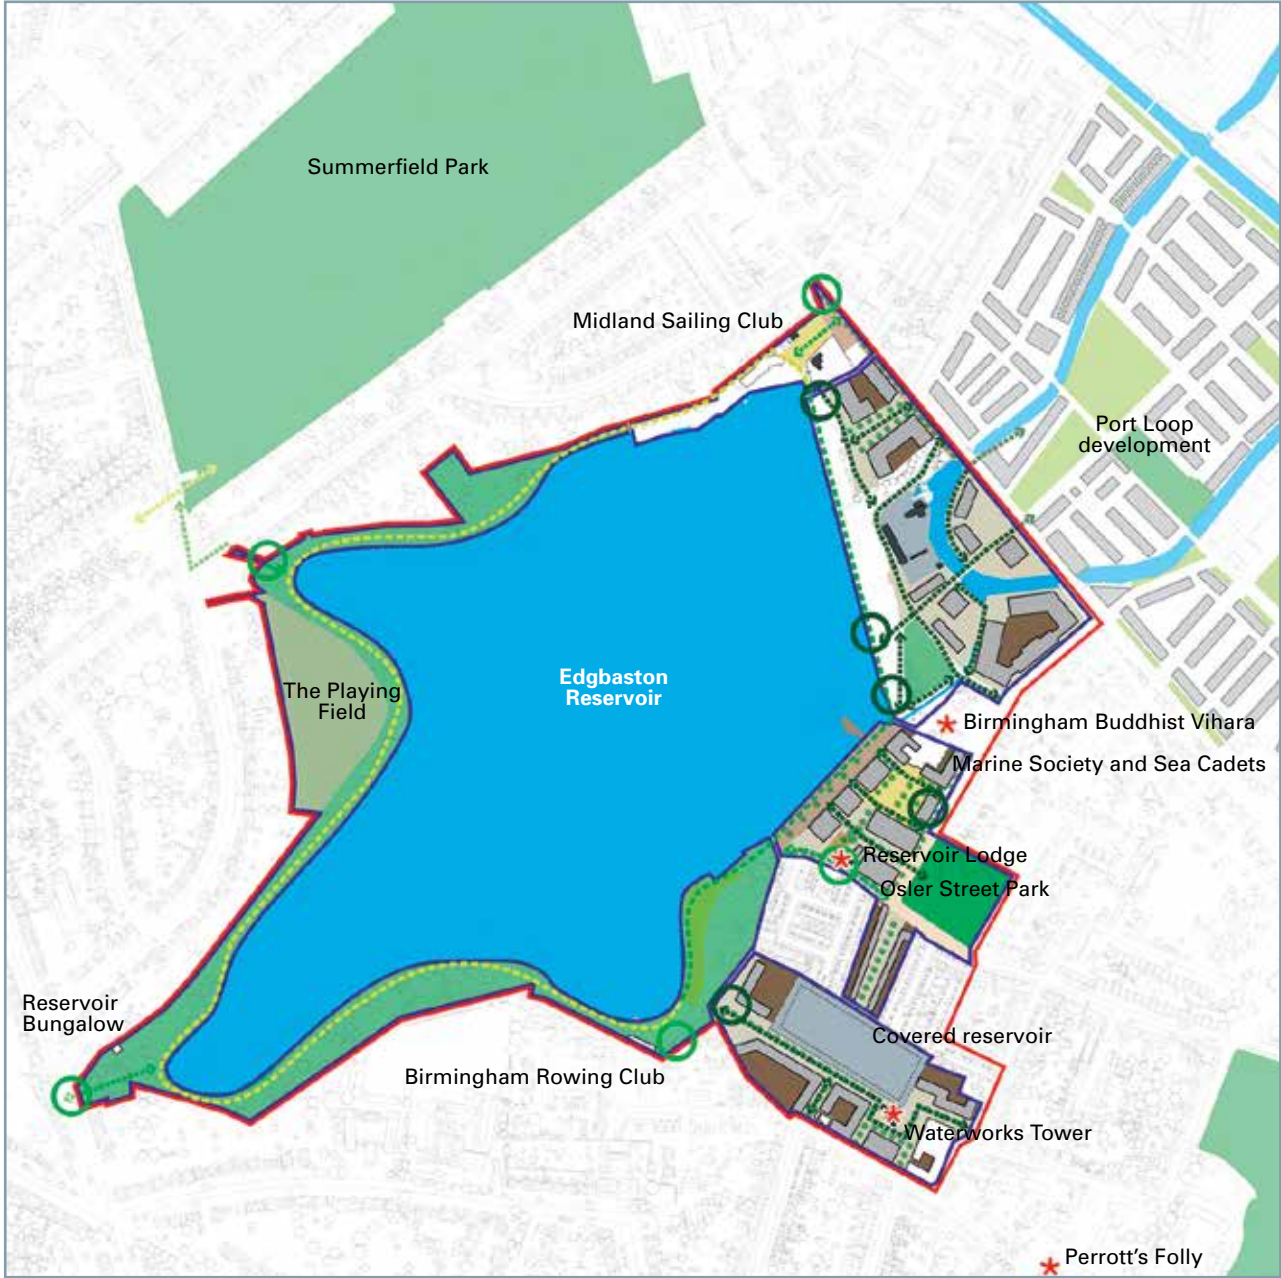 Summerfield Park
Midland Sailing Club
Port Loop
development
Edgbaston
Reservoir
The Playing
Field
Birmingham Buddhist Vihara
Marine Society and Sea Cadets
Reservoir Lodge
Osler Street Park
Reservoir
Bungalow
Covered reservoir
Birmingham Rowing Club
Waterworks Tower
Perrott's Folly